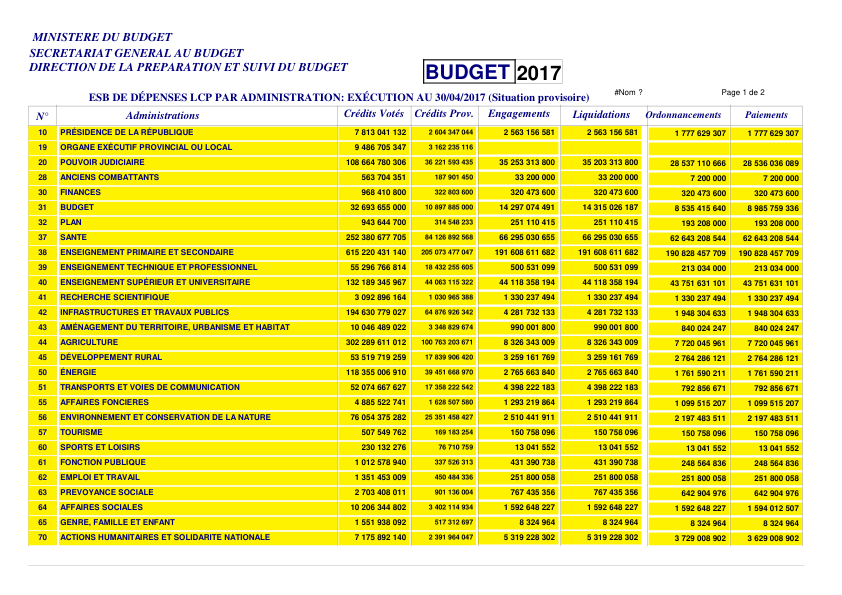 MINISTERE DU BUDGET
SECRETARIAT GENERAL AU BUDGET
DIRECTION DE LA PREPARATION ET SUIVI DU BUDGET
BUDGET 2017
#Nom ? Page 1 de 2
ESB DE DÉPENSES LCP PAR ADMINISTRATION: EXÉCUTION AU 30/04/2017 (Situation provisoire)
N° Administrations Crédits Votés Crédits Prov. Engagements Liquidations Ordonnancements Paiements
10 PRÉSIDENCE DE LA RÉPUBLIQUE 7 813 041 132 2 604 347 044 2 563 156 581 2 563 156 581 1 777 629 307 1 777 629 307
19 ORGANE EXÉCUTIF PROVINCIAL OU LOCAL 9 486 705 347 3 162 235 116
20 POUVOIR JUDICIAIRE 108 664 780 306 36 221 593 435 35 253 313 800 35 203 313 800 28 537 110 666 28 536 036 089
28 ANCIENS COMBATTANTS 563 704 351 187 901 450 33 200 000 33 200 000 7 200 000 7 200 000
30 FINANCES 968 410 800 322 803 600 320 473 600 320 473 600 320 473 600 320 473 600
31 BUDGET 32 693 655 000 10 897 885 000 14 297 074 491 14 315 026 187 8 535 415 640 8 985 759 336
32 PLAN 943 644 700 314 548 233 251 110 415 251 110 415 193 208 000 193 208 000
37 SANTE 252 380 677 705 84 126 892 568 66 295 030 655 66 295 030 655 62 643 208 544 62 643 208 544
38 ENSEIGNEMENT PRIMAIRE ET SECONDAIRE 615 220 431 140 205 073 477 047 191 608 611 682 191 608 611 682 190 828 457 709 190 828 457 709
39 ENSEIGNEMENT TECHNIQUE ET PROFESSIONNEL 55 296 766 814 18 432 255 605 500 531 099 500 531 099 213 034 000 213 034 000
40 ENSEIGNEMENT SUPÉRIEUR ET UNIVERSITAIRE 132 189 345 967 44 063 115 322 44 118 358 194 44 118 358 194 43 751 631 101 43 751 631 101
41 RECHERCHE SCIENTIFIQUE 3 092 896 164 1 030 965 388 1 330 237 494 1 330 237 494 1 330 237 494 1 330 237 494
42 INFRASTRUCTURES ET TRAVAUX PUBLICS 194 630 779 027 64 876 926 342 4 281 732 133 4 281 732 133 1 948 304 633 1 948 304 633
43 AMÉNAGEMENT DU TERRITOIRE, URBANISME ET HABITAT 10 046 489 022 3 348 829 674 990 001 800 990 001 800 840 024 247 840 024 247
44 AGRICULTURE 302 289 611 012 100 763 203 671 8 326 343 009 8 326 343 009 7 720 045 961 7 720 045 961
45 DÉVELOPPEMENT RURAL 53 519 719 259 17 839 906 420 3 259 161 769 3 259 161 769 2 764 286 121 2 764 286 121
50 ÉNERGIE 118 355 006 910 39 451 668 970 2 765 663 840 2 765 663 840 1 761 590 211 1 761 590 211
51 TRANSPORTS ET VOIES DE COMMUNICATION 52 074 667 627 17 358 222 542 4 398 222 183 4 398 222 183 792 856 671 792 856 671
55 AFFAIRES FONCIERES 4 885 522 741 1 628 507 580 1 293 219 864 1 293 219 864 1 099 515 207 1 099 515 207
56 ENVIRONNEMENT ET CONSERVATION DE LA NATURE 76 054 375 282 25 351 458 427 2 510 441 911 2 510 441 911 2 197 483 511 2 197 483 511
57 TOURISME 507 549 762 169 183 254 150 758 096 150 758 096 150 758 096 150 758 096
60 SPORTS ET LOISIRS 230 132 276 76 710 759 13 041 552 13 041 552 13 041 552 13 041 552
61 FONCTION PUBLIQUE 1 012 578 940 337 526 313 431 390 738 431 390 738 248 564 836 248 564 836
62 EMPLOI ET TRAVAIL 1 351 453 009 450 484 336 251 800 058 251 800 058 251 800 058 251 800 058
63 PREVOYANCE SOCIALE 2 703 408 011 901 136 004 767 435 356 767 435 356 642 904 976 642 904 976
64 AFFAIRES SOCIALES 10 206 344 802 3 402 114 934 1 592 648 227 1 592 648 227 1 592 648 227 1 594 012 507
65 GENRE, FAMILLE ET ENFANT 1 551 938 092 517 312 697 8 324 964 8 324 964 8 324 964 8 324 964
70 ACTIONS HUMANITAIRES ET SOLIDARITE NATIONALE 7 175 892 140 2 391 964 047 5 319 228 302 5 319 228 302 3 729 008 902 3 629 008 902